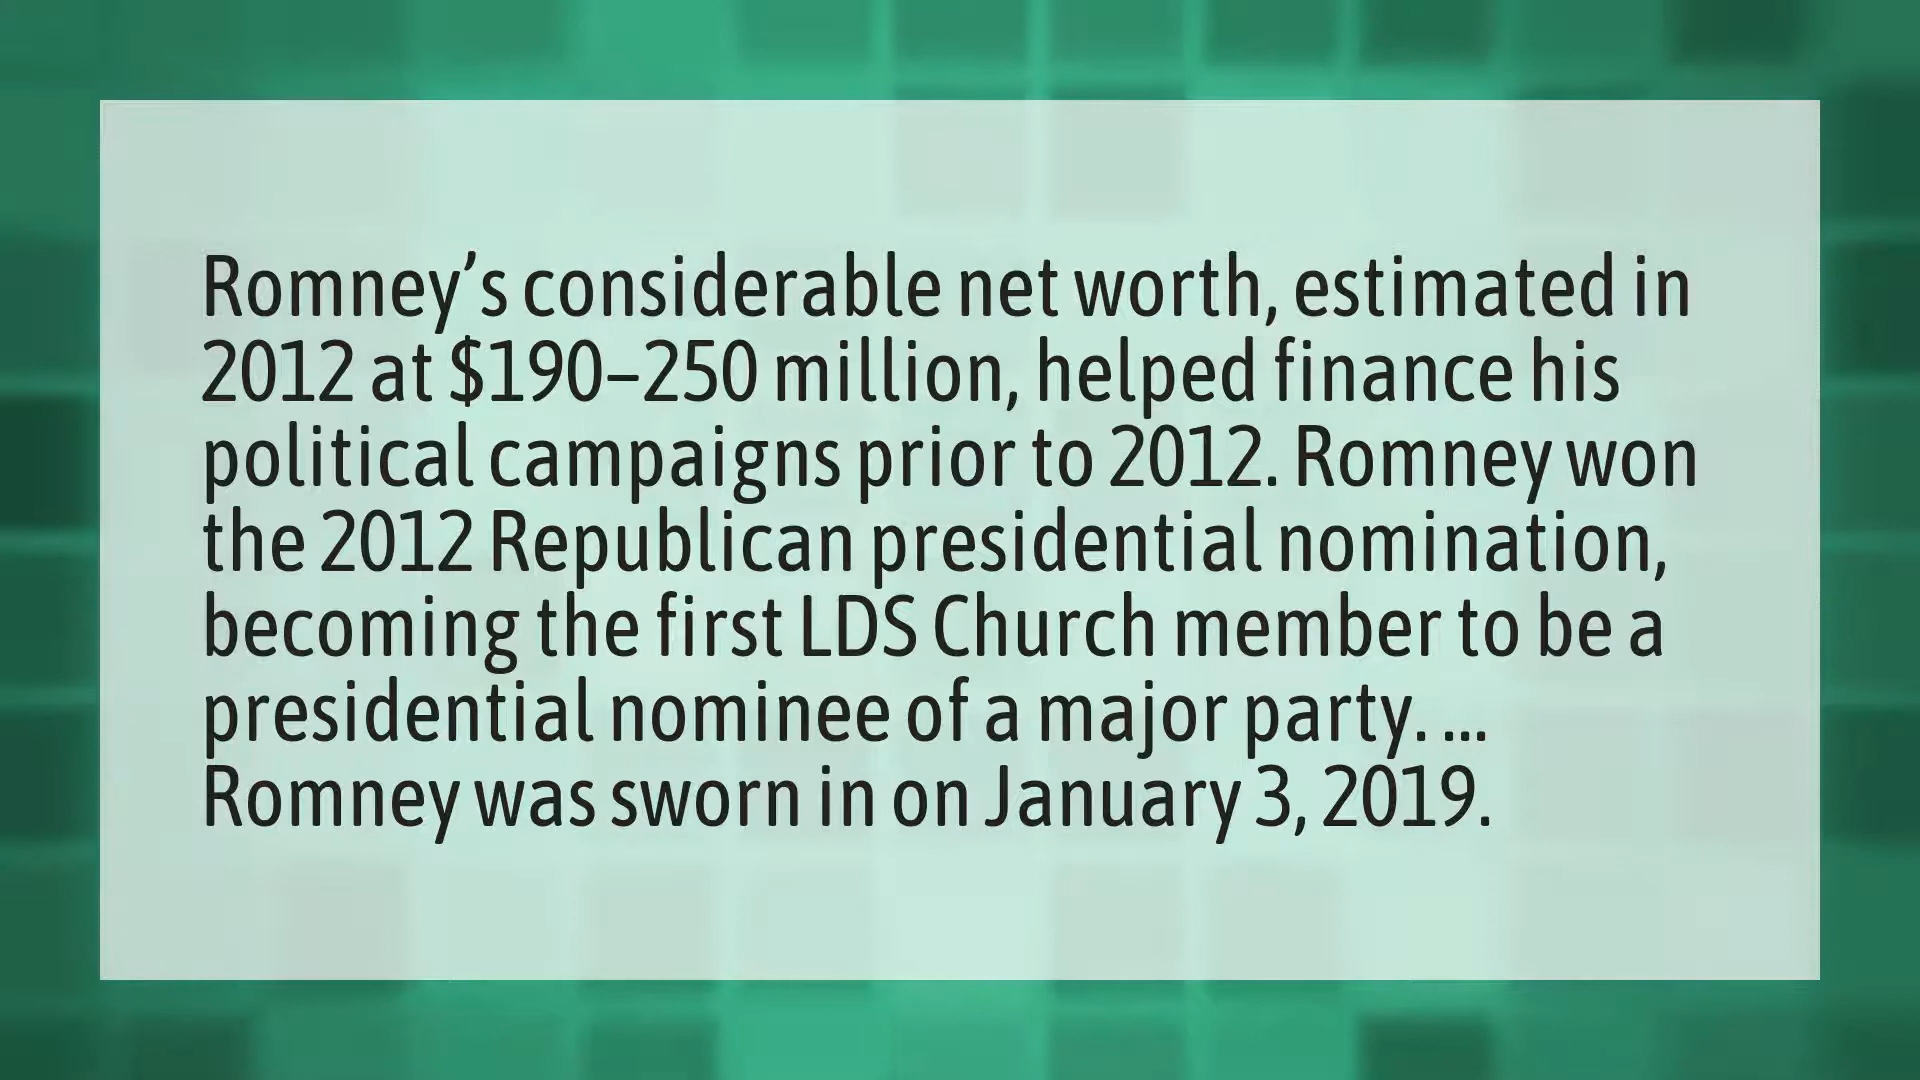 Romney’s considerable net worth, estimated in
2012 at $190–250 million, helped finance his
political campaigns prior to 2012. Romney won
the 2012 Republican presidential nomination,
becoming the first LDS Church member to be a
presidential nominee of a major party. ...
Romney was sworn in on January 3, 2019.